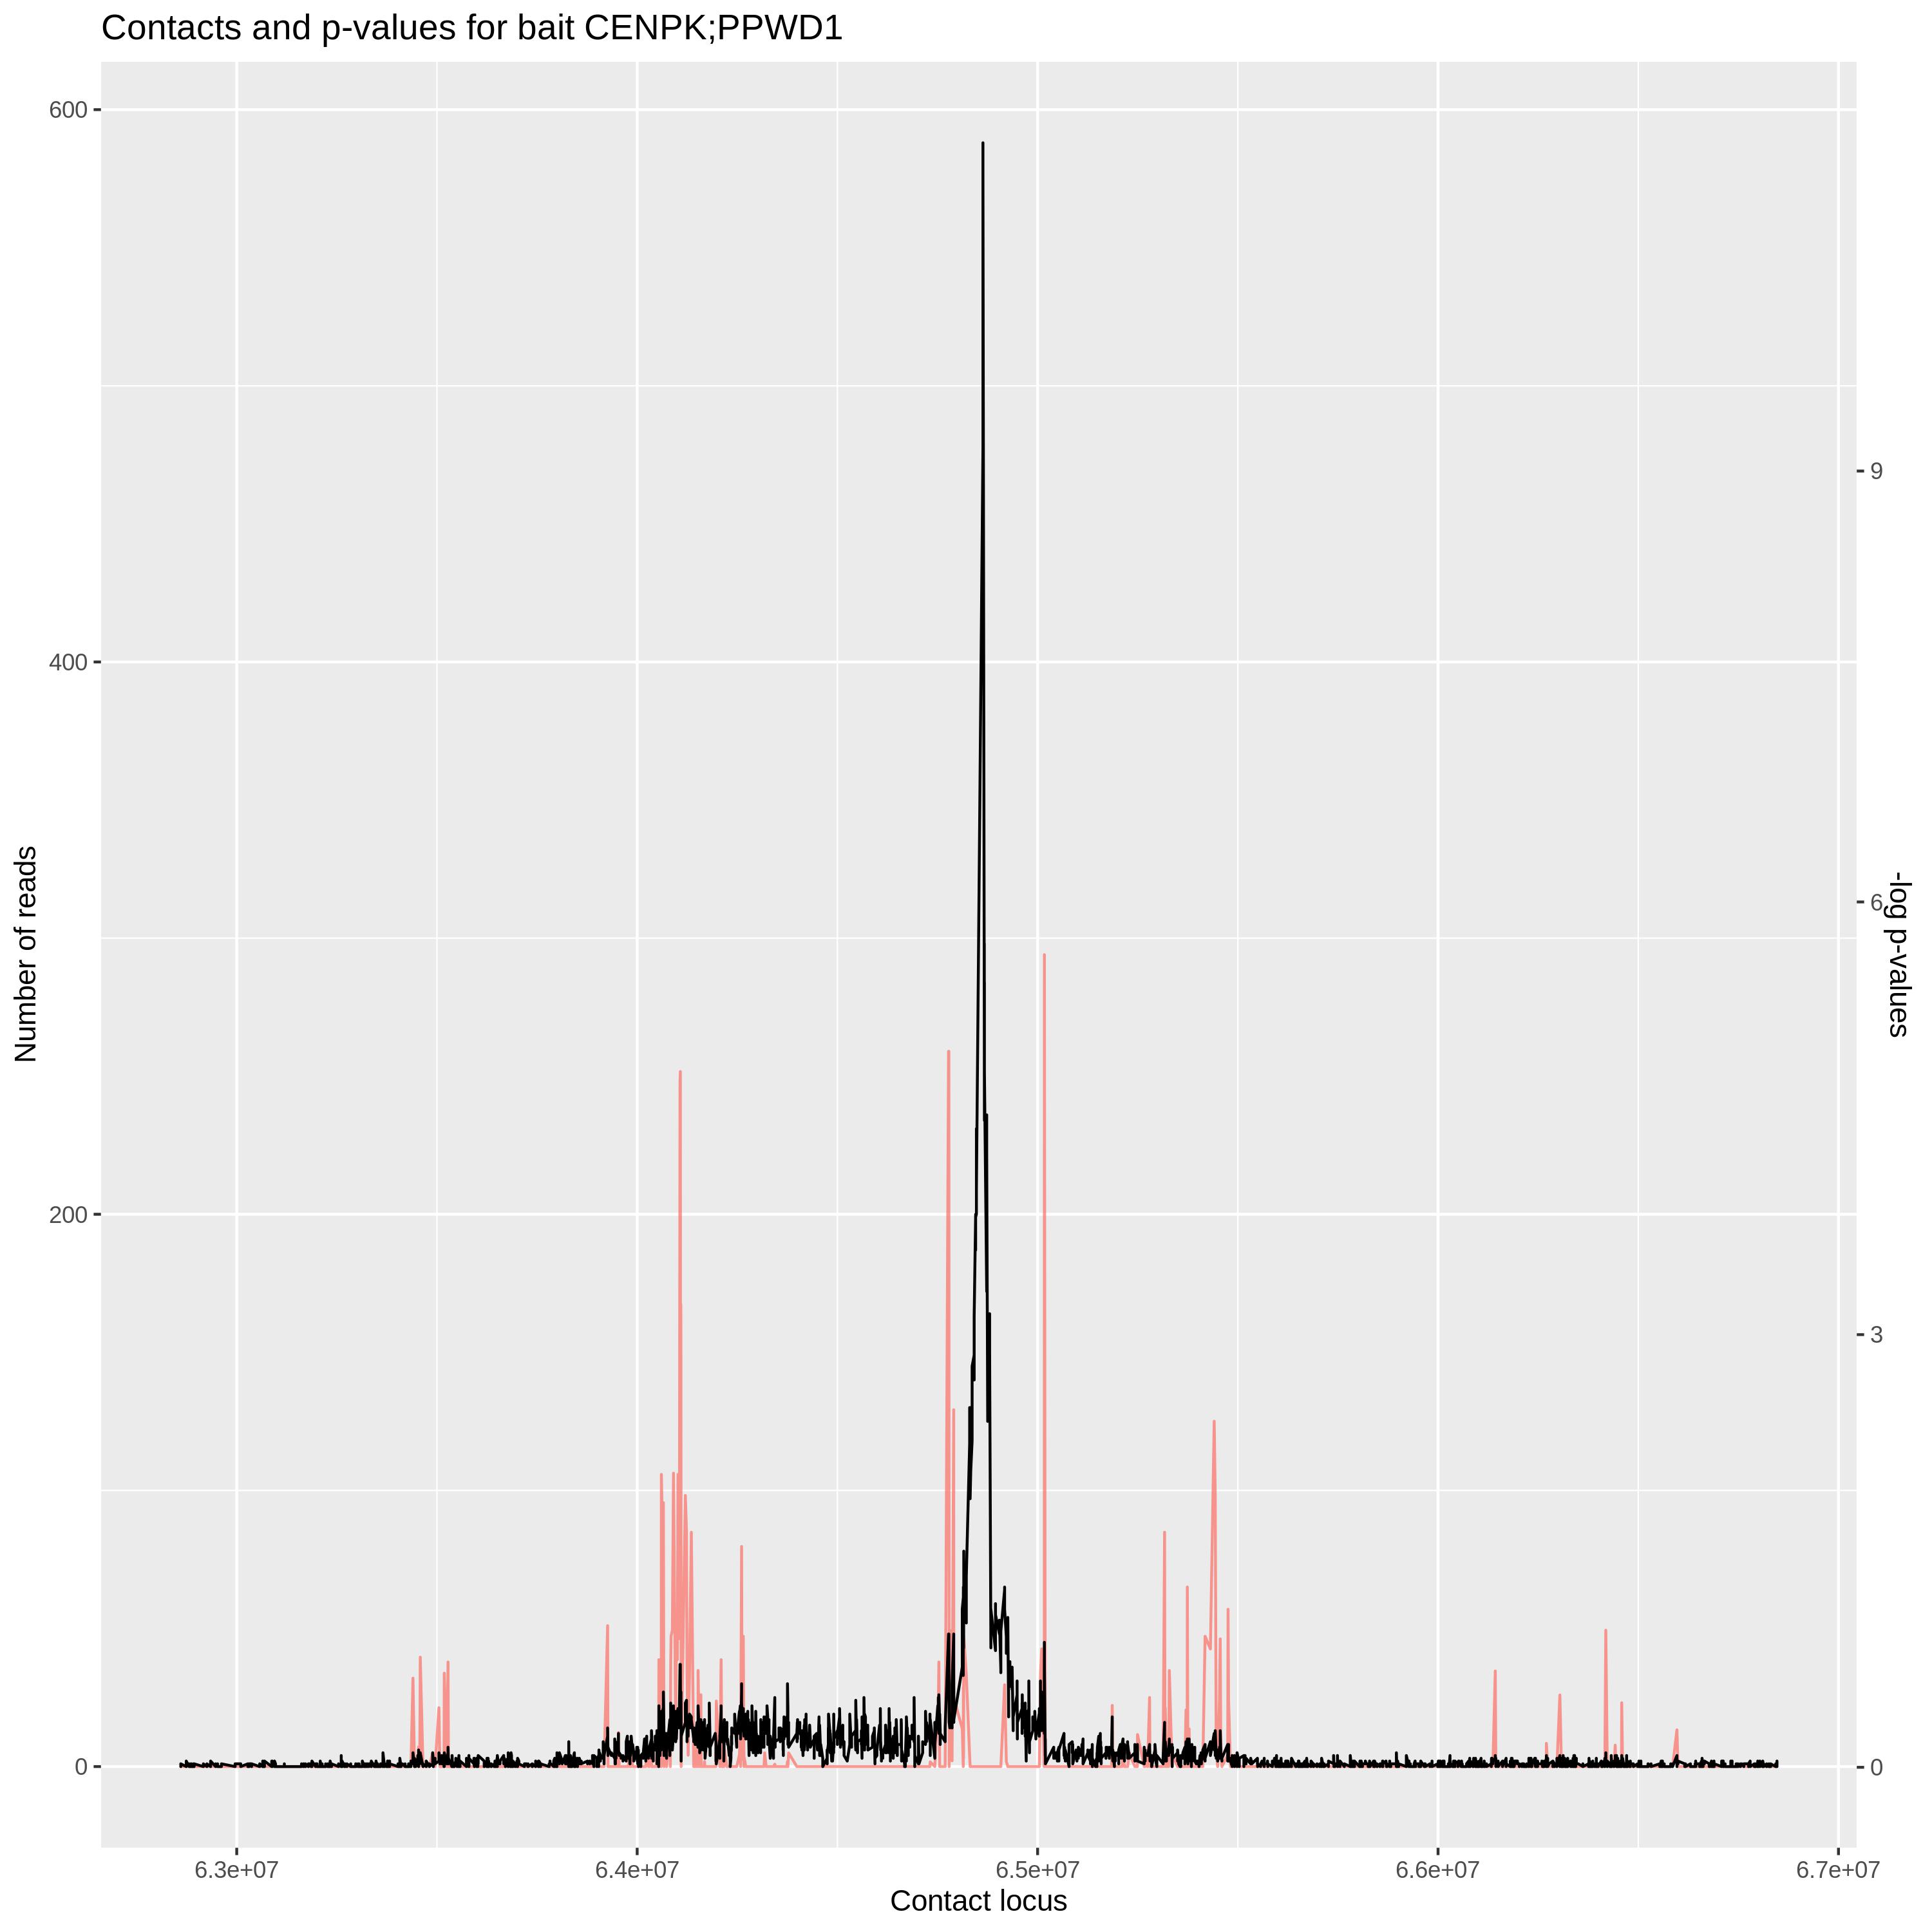 Contacts and p-values for bait CENPK;PPWD1
600
400
200
0
Number of reads
9
6
3
0
-log p-values
6.3e+07
6.4e+07
6.5e+07
6.6e+07
6.7e+07
Contact locus